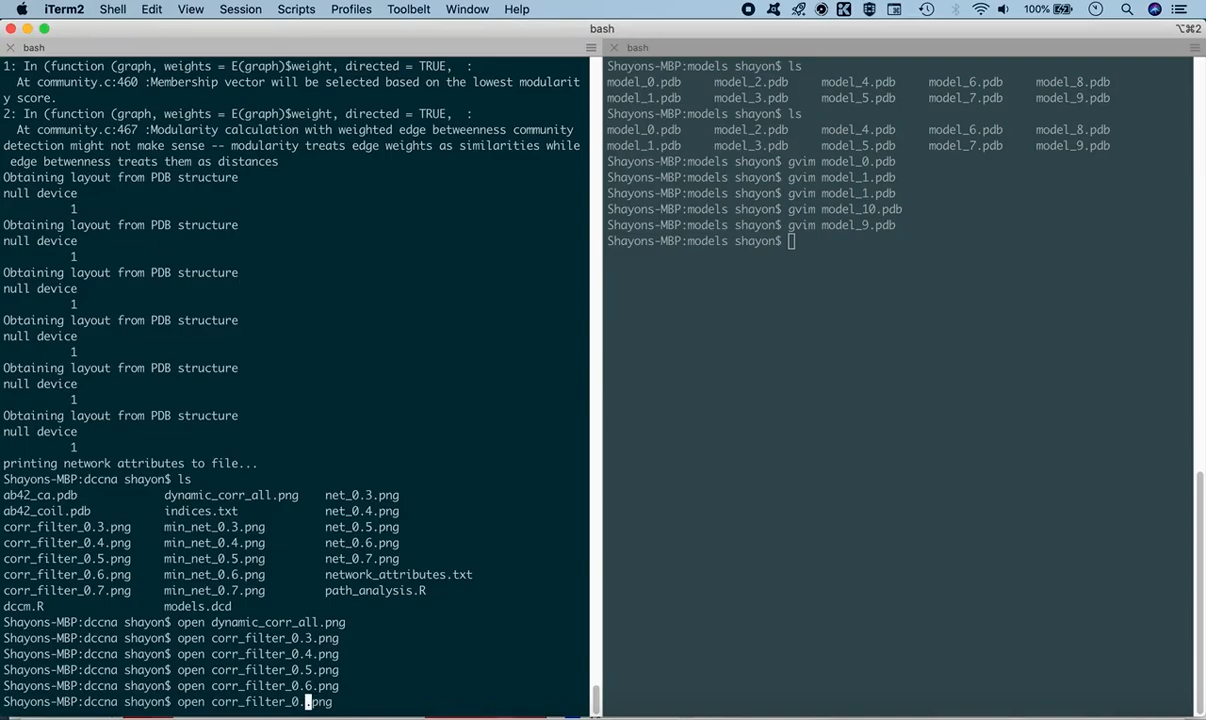 iTerm2 Shell Edit View Session Scripts Profiles Toolbelt Window Help 100%
bash ⌥⌘2
bash
1: In (function (graph, weights = E(graph)$weight, directed = TRUE,  :
At community.c:460 :Membership vector will be selected based on the lowest modularit
y score.
2: In (function (graph, weights = E(graph)$weight, directed = TRUE,  :
At community.c:467 :Modularity calculation with weighted edge betweenness community
detection might not make sense -- modularity treats edge weights as similarities while
edge betwenness treats them as distances
Obtaining layout from PDB structure
null device
1
Obtaining layout from PDB structure
null device
1
Obtaining layout from PDB structure
null device
1
Obtaining layout from PDB structure
null device
1
Obtaining layout from PDB structure
null device
1
Obtaining layout from PDB structure
null device
1
printing network attributes to file...
Shayons-MBP:dccna shayon$ ls
ab42_ca.pdb dynamic_corr_all.png net_0.3.png
ab42_coil.pdb indices.txt net_0.4.png
corr_filter_0.3.png min_net_0.3.png net_0.5.png
corr_filter_0.4.png min_net_0.4.png net_0.6.png
corr_filter_0.5.png min_net_0.5.png net_0.7.png
corr_filter_0.6.png min_net_0.6.png network_attributes.txt
corr_filter_0.7.png min_net_0.7.png path_analysis.R
dccm.R models.dcd
Shayons-MBP:dccna shayon$ open dynamic_corr_all.png
Shayons-MBP:dccna shayon$ open corr_filter_0.3.png
Shayons-MBP:dccna shayon$ open corr_filter_0.4.png
Shayons-MBP:dccna shayon$ open corr_filter_0.5.png
Shayons-MBP:dccna shayon$ open corr_filter_0.6.png
Shayons-MBP:dccna shayon$ open corr_filter_0..png
bash
Shayons-MBP:models shayon$ ls
model_0.pdb model_2.pdb model_4.pdb model_6.pdb model_8.pdb
model_1.pdb model_3.pdb model_5.pdb model_7.pdb model_9.pdb
Shayons-MBP:models shayon$ ls
model_0.pdb model_2.pdb model_4.pdb model_6.pdb model_8.pdb
model_1.pdb model_3.pdb model_5.pdb model_7.pdb model_9.pdb
Shayons-MBP:models shayon$ gvim model_0.pdb
Shayons-MBP:models shayon$ gvim model_1.pdb
Shayons-MBP:models shayon$ gvim model_1.pdb
Shayons-MBP:models shayon$ gvim model_10.pdb
Shayons-MBP:models shayon$ gvim model_9.pdb
Shayons-MBP:models shayon$